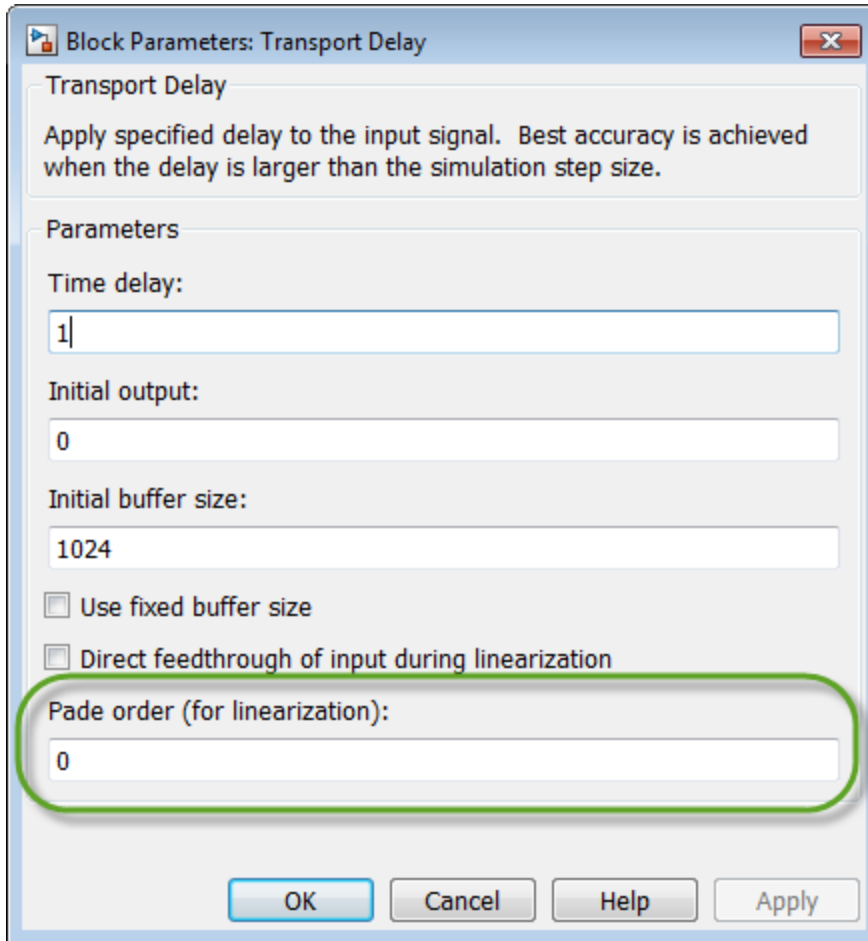 Block Parameters: Transport Delay
Transport Delay
Apply specified delay to the input signal.  Best accuracy is achieved
when the delay is larger than the simulation step size.
Parameters
Time delay:
1
Initial output:
0
Initial buffer size:
1024
Use fixed buffer size
Direct feedthrough of input during linearization
Pade order (for linearization):
0
OK Cancel Help Apply